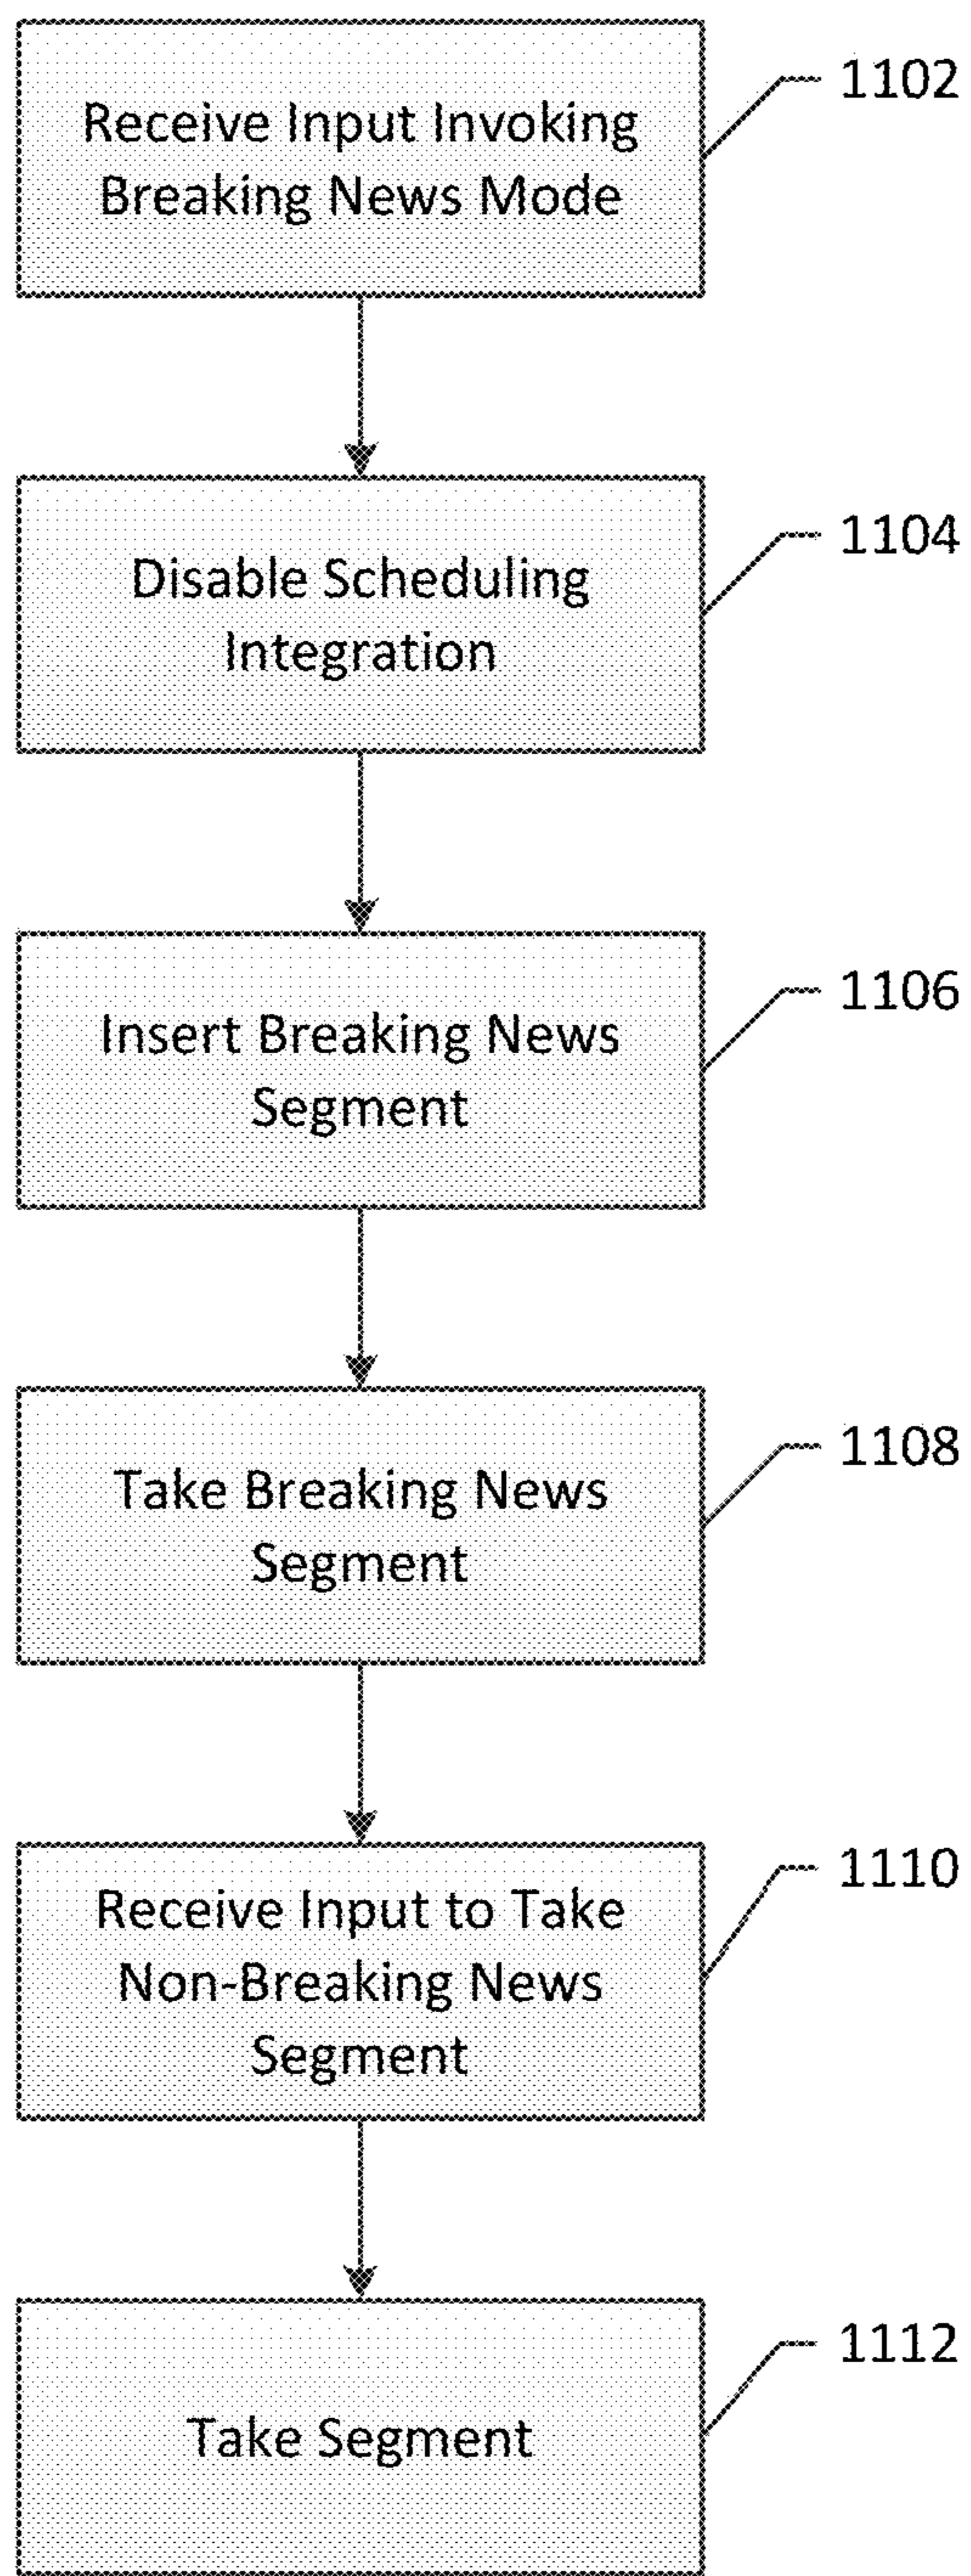 Receive Input Invoking
Breaking News Mode
1102
Disable Scheduling
Integration
1104
Insert Breaking News
Segment
1106
Take Breaking News
Segment
1108
Receive Input to Take
Non-Breaking News
Segment
1110
Take Segment
1112